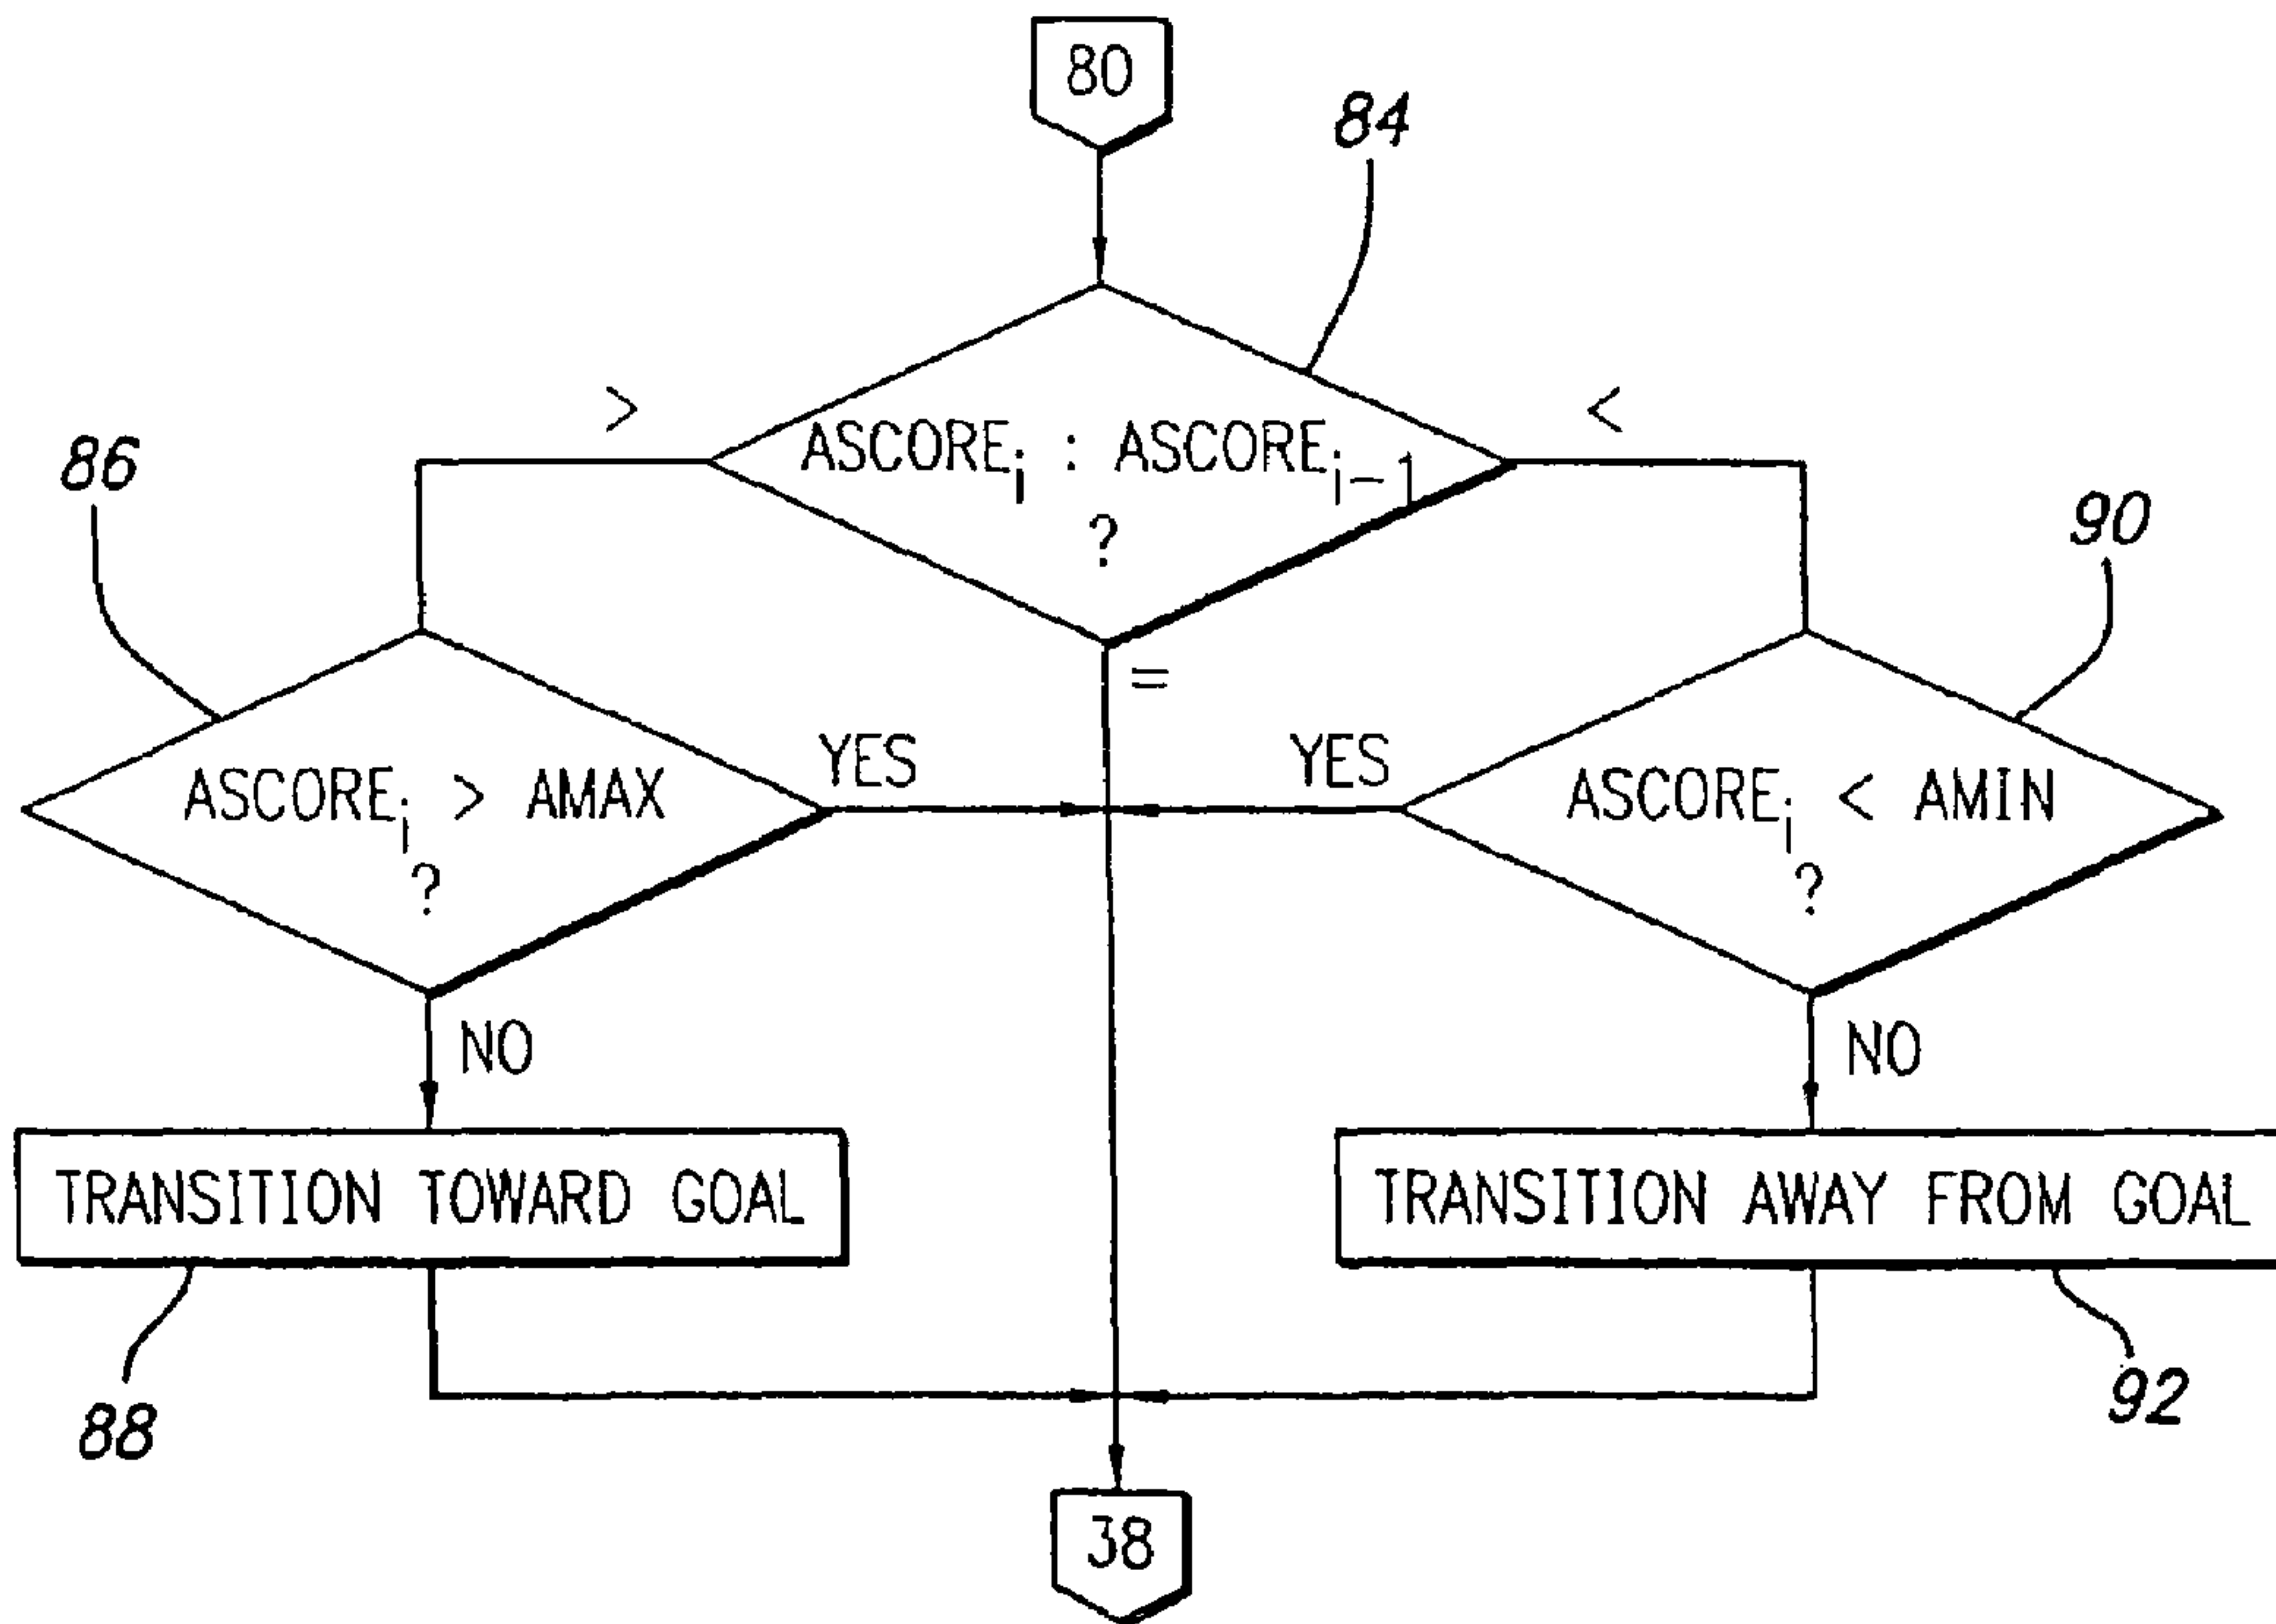 80
84
> <
ASCOREi : ASCOREi-1
?
86
90
=
YES YES
ASCOREi > AMAX
?
ASCOREi < AMIN
?
NO NO
TRANSITION TOWARD GOAL
TRANSITION AWAY FROM GOAL
88
92
38